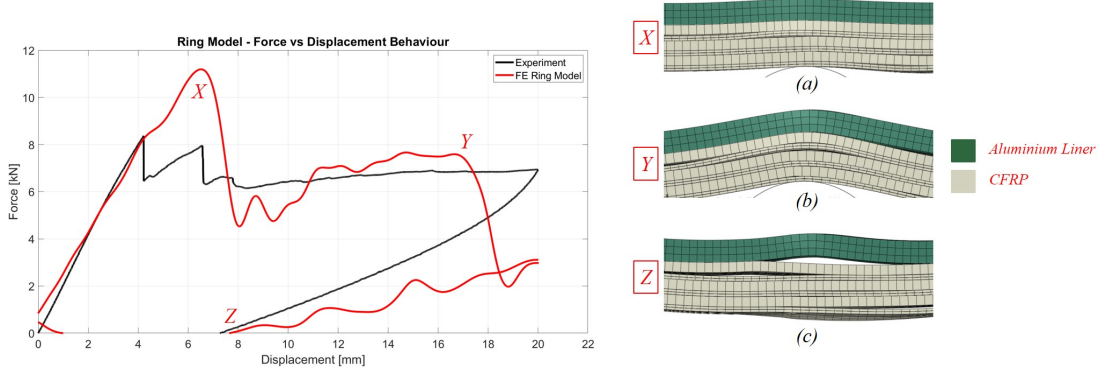 Ring Model - Force vs Displacement Behaviour
Experiment
FE Ring Model
Force [kN]
12
10
8
6
4
2
0
0 2 4 6 8 10 12 14 16 18 20 22
Displacement [mm]
X
Y
Z
X
(a)
Y
(b)
Z
(c)
Aluminium Liner
CFRP